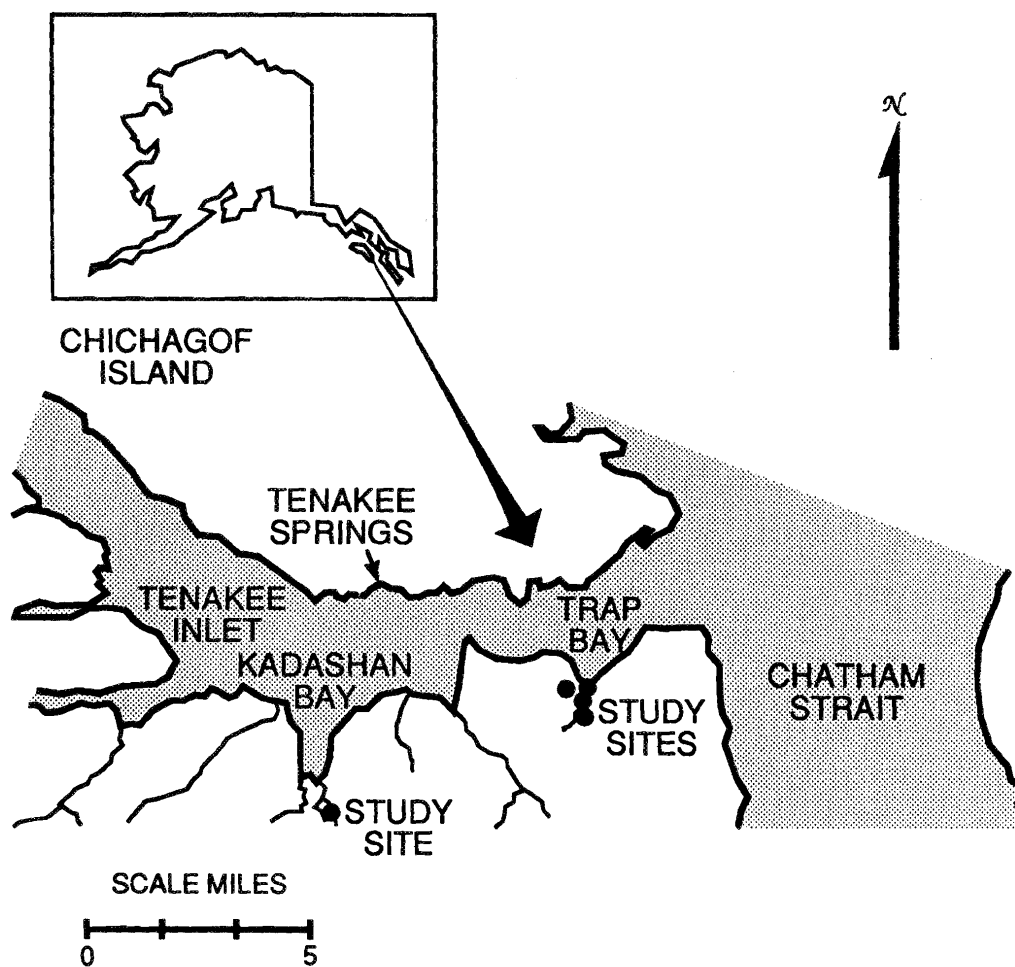 N
CHICHAGOF
ISLAND
TENAKEE
SPRINGS
TENAKEE
INLET
TRAP
BAY
KADASHAN
BAY
CHATHAM
STRAIT
STUDY
SITES
STUDY
SITE
SCALE MILES
0 5